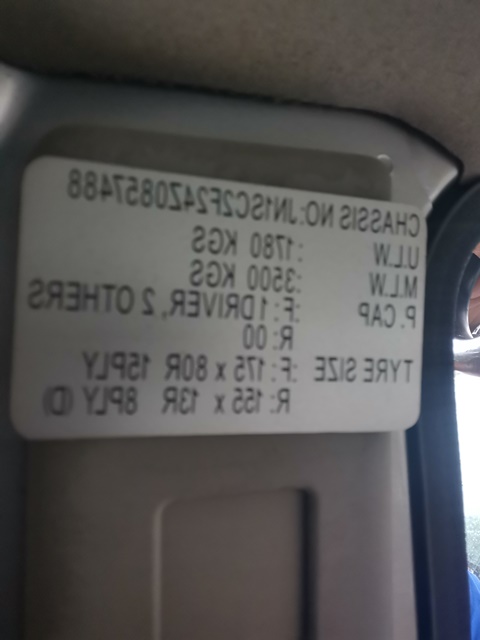 CHASSIS NO: JN1SC2F24Z0857488
U.L.W : 1780 KGS
M.L.W : 3500 KGS
P. CAP : F: 1 DRIVER, 2 OTHERS
R: 00
TYRE SIZE : F: 175 x 80R 15PLY
R: 155 x 13R 8PLY (D)